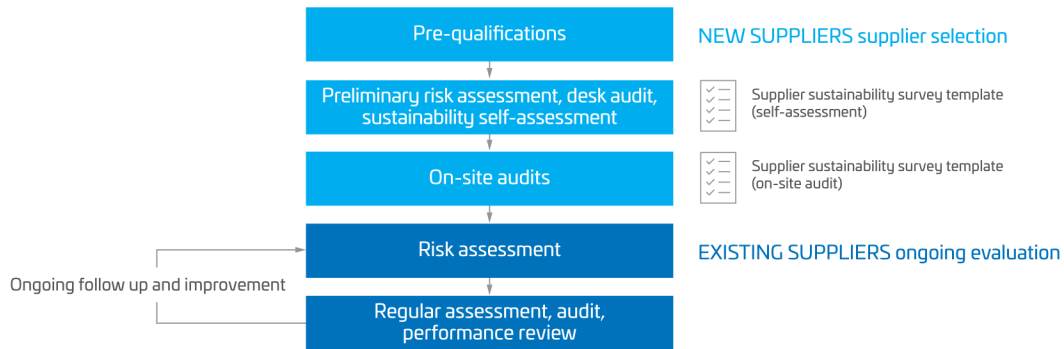 Pre-qualifications
NEW SUPPLIERS supplier selection
Preliminary risk assessment, desk audit,
sustainability self-assessment
Supplier sustainability survey template
(self-assessment)
On-site audits
Supplier sustainability survey template
(on-site audit)
Risk assessment
EXISTING SUPPLIERS ongoing evaluation
Ongoing follow up and improvement
Regular assessment, audit,
performance review